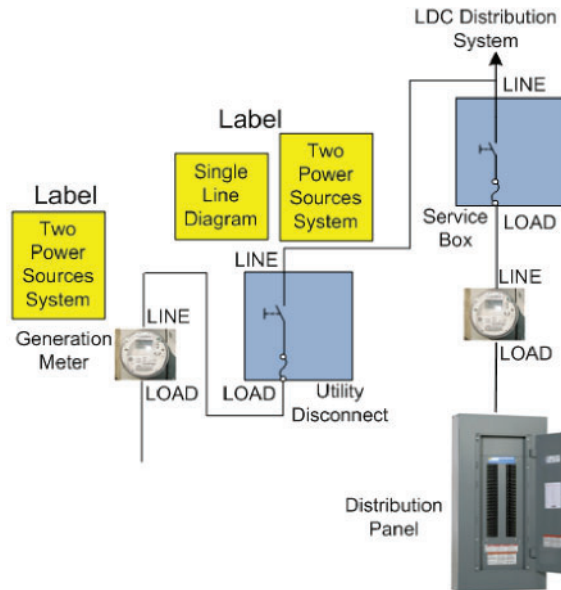 LDC Distribution
System
LINE
Label
Two
Power
Sources
System
Single
Line
Diagram
Label
Two
Power
Sources
System
Service
Box
LOAD
LINE
LINE
Generation
Meter
LINE
LOAD
LOAD
Utility
Disconnect
LOAD
Distribution
Panel